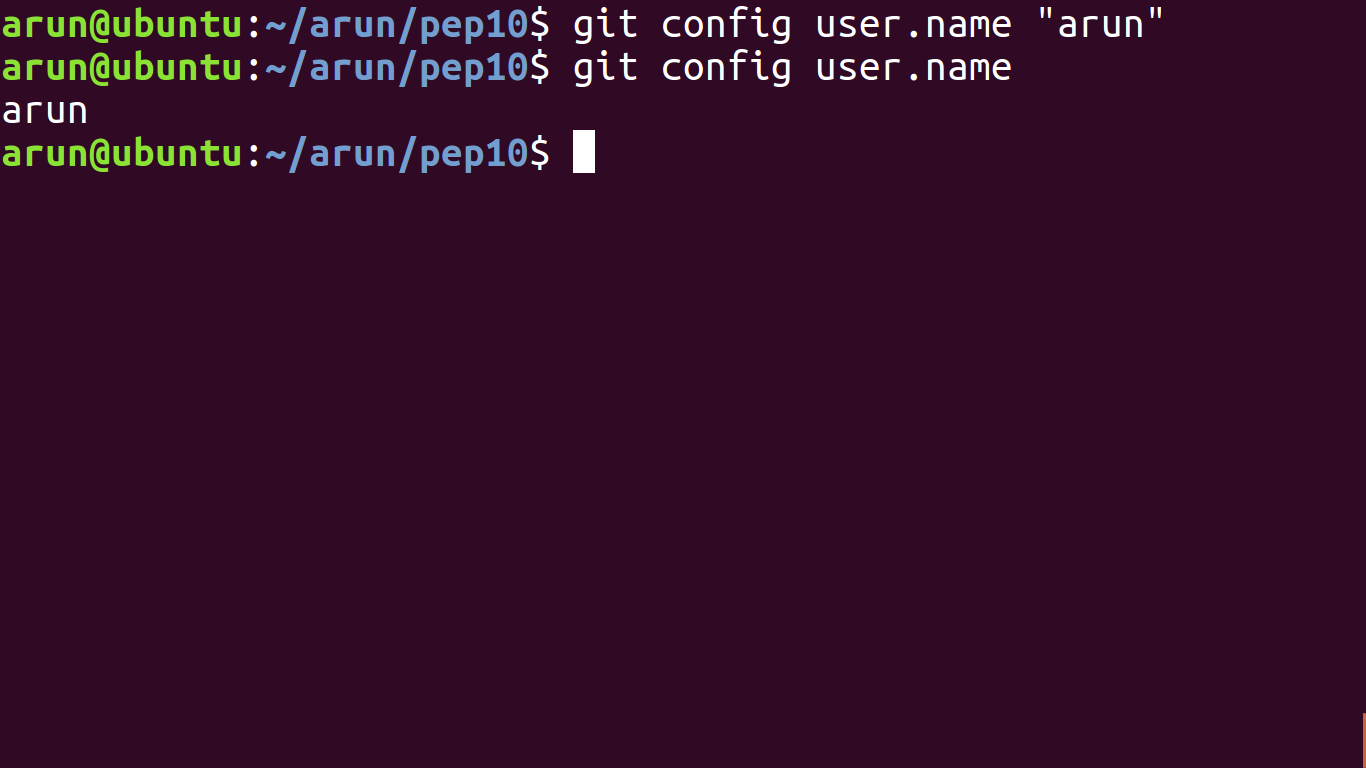 arun@ubuntu:~/arun/pep10$ git config user.name "arun"
arun@ubuntu:~/arun/pep10$ git config user.name
arun
arun@ubuntu:~/arun/pep10$